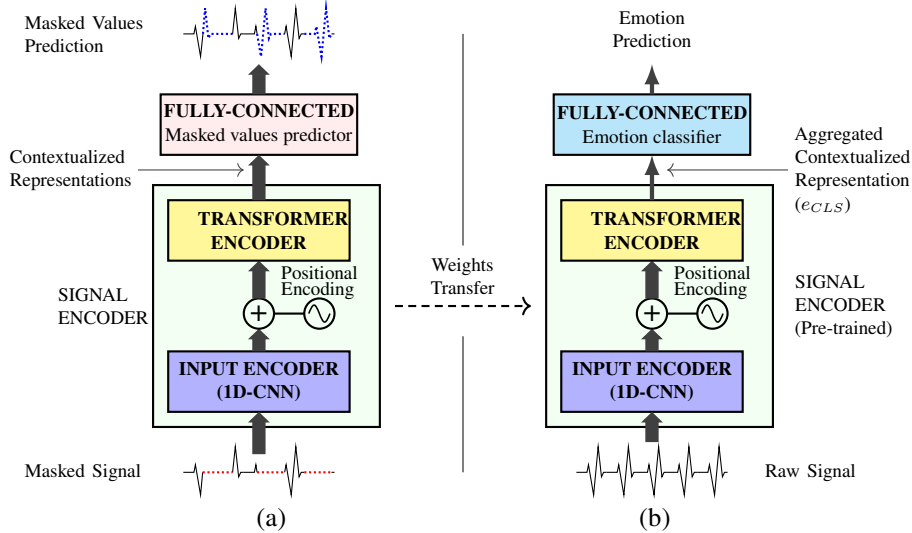 Masked Values
Prediction
FULLY-CONNECTED
Masked values predictor
Contextualized
Representations
TRANSFORMER
ENCODER
Positional
Encoding
+
SIGNAL
ENCODER
INPUT ENCODER
(1D-CNN)
Masked Signal
(a)
Weights
Transfer
Emotion
Prediction
FULLY-CONNECTED
Emotion classifier
Aggregated
Contextualized
Representation
(e_{CLS})
TRANSFORMER
ENCODER
Positional
Encoding
+
SIGNAL
ENCODER
(Pre-trained)
INPUT ENCODER
(1D-CNN)
Raw Signal
(b)